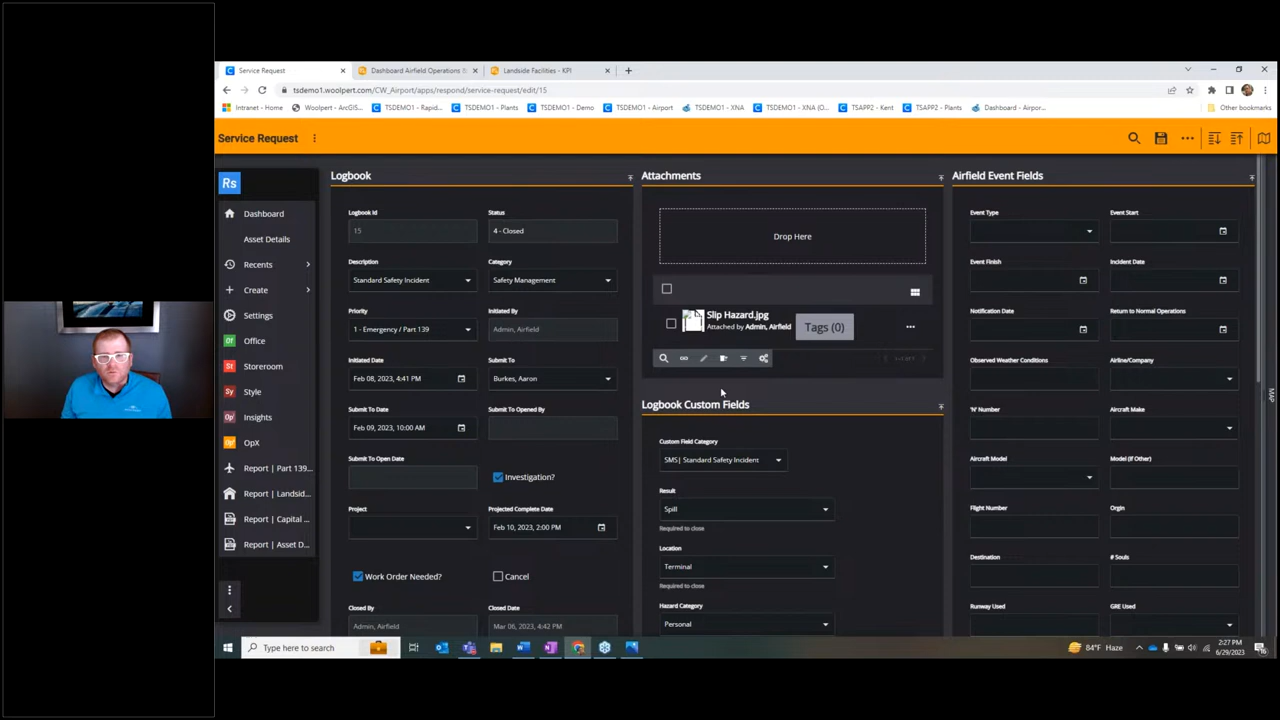 Service Request
Dashboard Airfield Operations &
Landside Facilities - KPI
tsdemo1.woolpert.com/CW_Airport/apps/respond/service-request/edit/15
Intranet - Home
Woolpert - ArcGIS...
TSDEMO1 - Rapid...
TSDEMO1 - Plants
TSDEMO1 - Demo
TSDEMO1 - Airport
TSDEMO1 - XNA
TSDEMO1 - XNA (O...
TSAPP2 - Kent
TSAPP2 - Plants
Dashboard - Airpor...
Other bookmarks
Service Request
Rs
Dashboard
Asset Details
Recents
Create
Settings
Office
Storeroom
Style
Insights
OpX
Report | Part 139...
Report | Landsid...
Report | Capital ...
Report | Asset D...
Logbook
Logbook Id
Status
15
4 - Closed
Description
Category
Standard Safety Incident
Safety Management
Priority
Initiated By
1 - Emergency / Part 139
Admin, Airfield
Initiated Date
Submit To
Feb 08, 2023, 4:41 PM
Burkes, Aaron
Submit To Date
Submit To Opened By
Feb 09, 2023, 10:00 AM
Submit To Open Date
Investigation?
Project
Projected Complete Date
Feb 10, 2023, 2:00 PM
Work Order Needed?
Cancel
Closed By
Closed Date
Admin, Airfield
Mar 06, 2023, 4:42 PM
Attachments
Drop Here
Slip Hazard.jpg
Attached by Admin, Airfield
Tags (0)
Logbook Custom Fields
Custom Field Category
SMS| Standard Safety Incident
Result
Spill
Required to close
Location
Terminal
Required to close
Hazard Category
Personal
Airfield Event Fields
Event Type
Event Start
Event Finish
Incident Date
Notification Date
Return to Normal Operations
Observed Weather Conditions
Airline/Company
'N' Number
Aircraft Make
Aircraft Model
Model (If Other)
Flight Number
Orgin
Destination
# Souls
Runway Used
GRE Used
MAP
Type here to search
84°F Haze
2:27 PM
6/29/2023